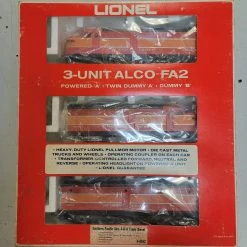 LIONEL
3-UNIT ALCO FA2
POWERED 'A' • TWIN DUMMY 'A' • DUMMY 'B'
• HEAVY-DUTY LIONEL PULLMOR MOTOR • DIE CAST METAL
TRUCKS AND WHEELS • OPERATING COUPLER ON EACH CAR
• TRANSFORMER CONTROLLED FORWARD, NEUTRAL AND
REVERSE • OPERATING HEADLIGHT ON POWERED A UNIT
• LIONEL GUARANTEE